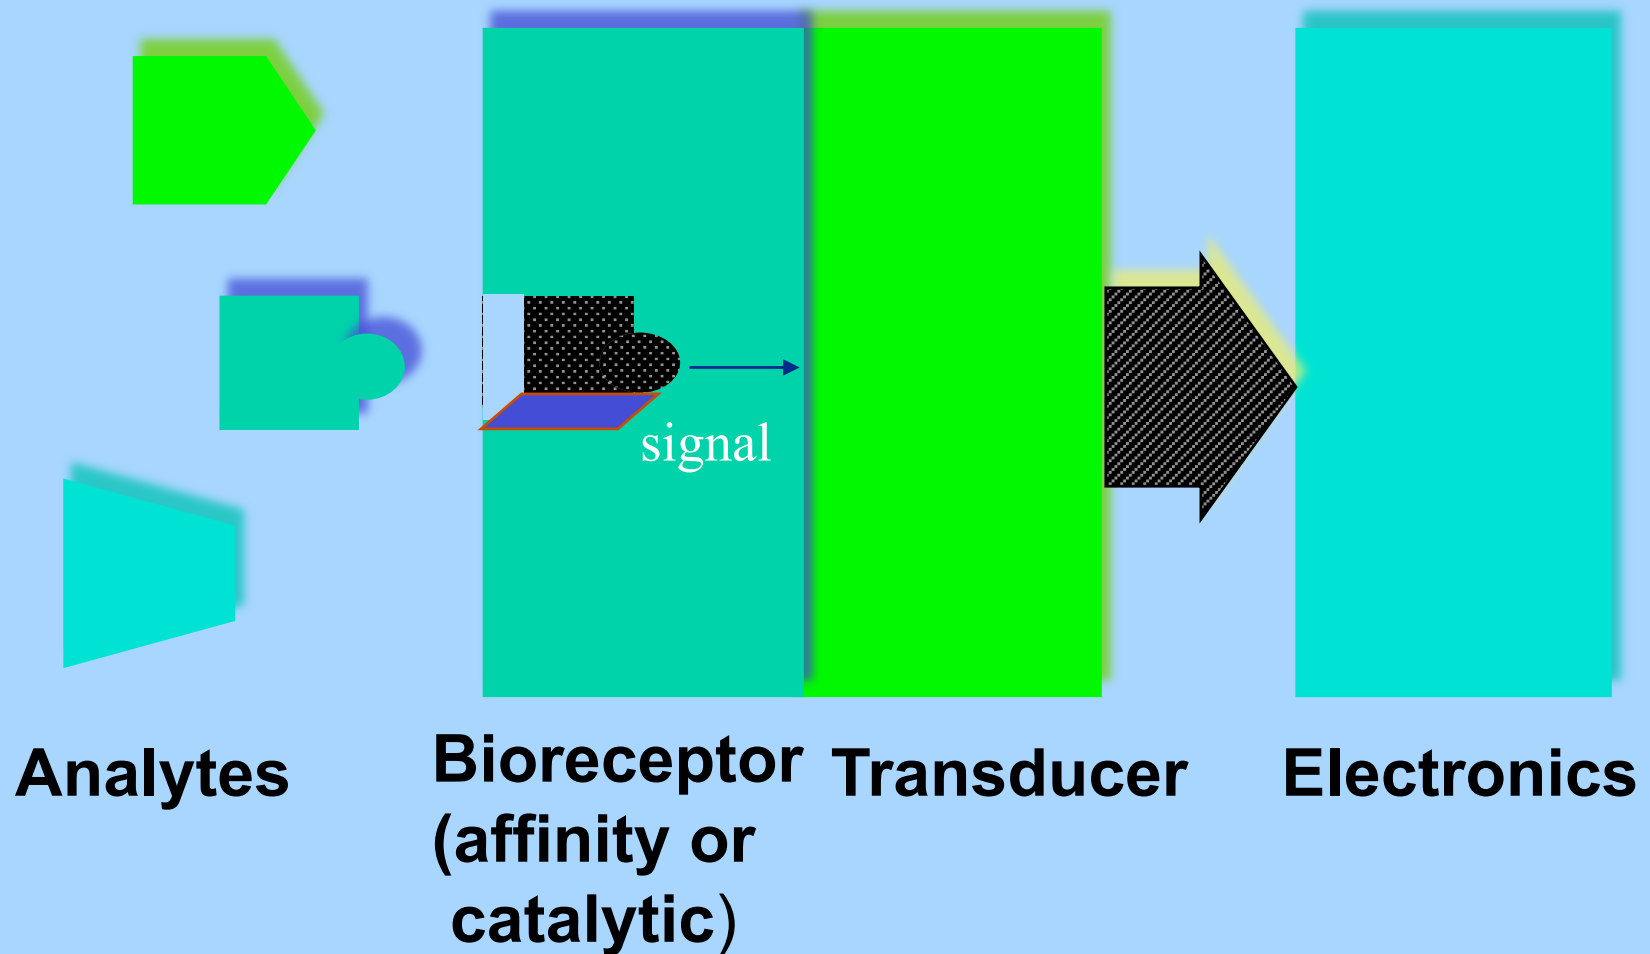 signal
Analytes
Bioreceptor
(affinity or
catalytic)
Transducer
Electronics